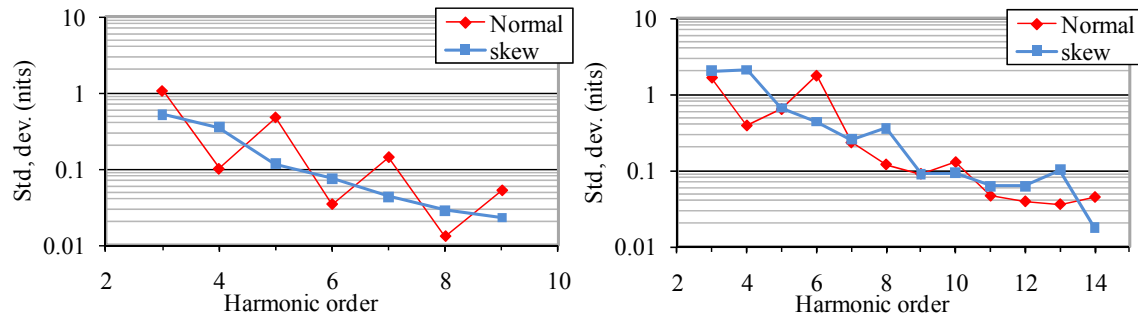 10
1
0.1
0.01
Std, dev. (nits)
2 4 6 8 10
Harmonic order
Normal
skew
10
1
0.1
0.01
Std, dev. (nits)
2 4 6 8 10 12 14
Harmonic order
Normal
skew